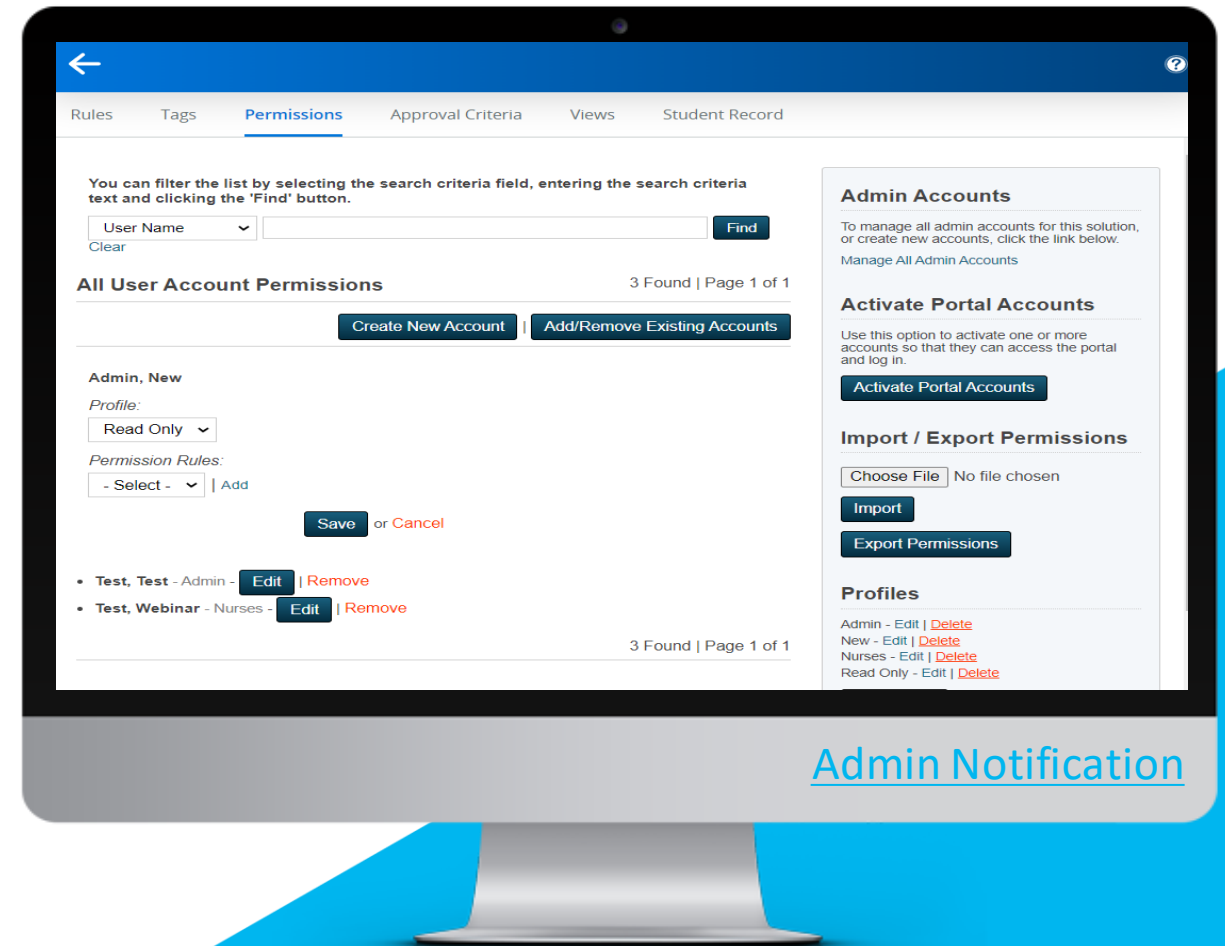 Rules Tags Permissions Approval Criteria Views Student Record
You can filter the list by selecting the search criteria field, entering the search criteria
text and clicking the 'Find' button.
User Name Find
Clear
All User Account Permissions 3 Found | Page 1 of 1
Create New Account | Add/Remove Existing Accounts
Admin, New
Profile:
Read Only
Permission Rules:
- Select - | Add
Save or Cancel
• Test, Test - Admin - Edit | Remove
• Test, Webinar - Nurses - Edit | Remove
3 Found | Page 1 of 1
Admin Accounts
To manage all admin accounts for this solution,
or create new accounts, click the link below.
Manage All Admin Accounts
Activate Portal Accounts
Use this option to activate one or more
accounts so that they can access the portal
and log in.
Activate Portal Accounts
Import / Export Permissions
Choose File No file chosen
Import
Export Permissions
Profiles
Admin - Edit | Delete
New - Edit | Delete
Nurses - Edit | Delete
Read Only - Edit | Delete
Admin Notification